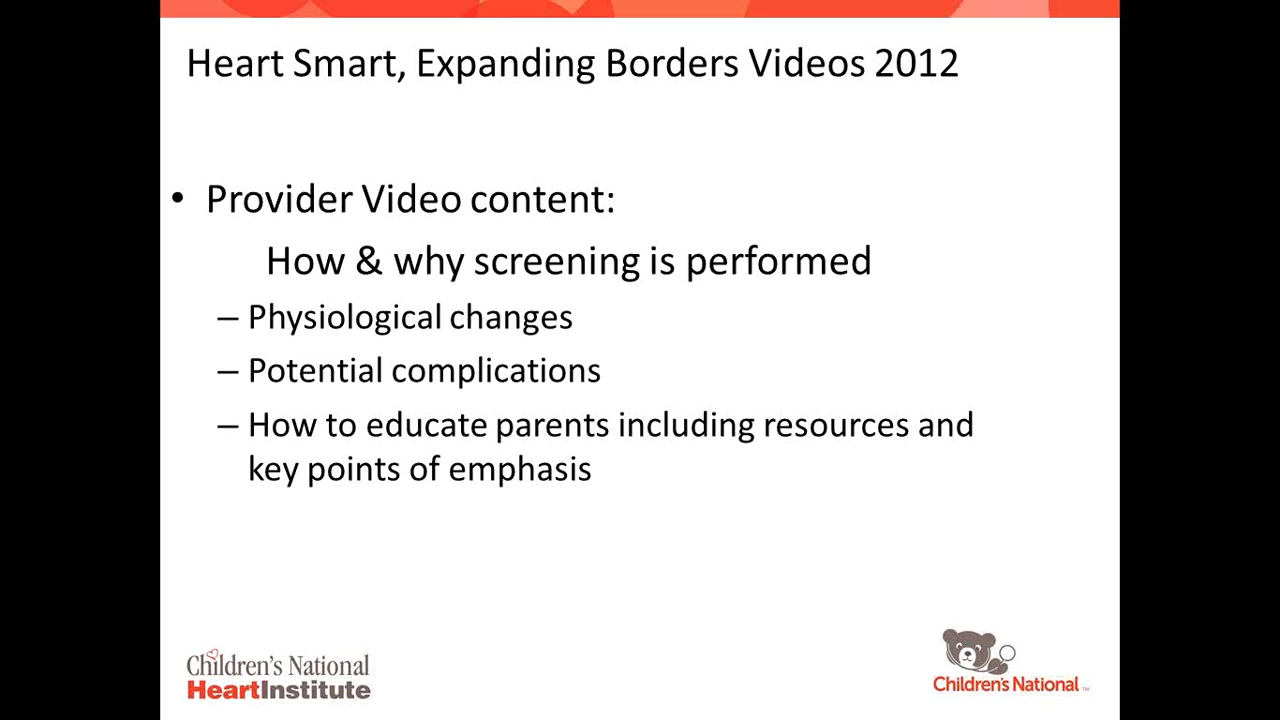 Heart Smart, Expanding Borders Videos 2012
• Provider Video content:
How & why screening is performed
– Physiological changes
– Potential complications
– How to educate parents including resources and
key points of emphasis
Children's National
HeartInstitute
Children's National ™